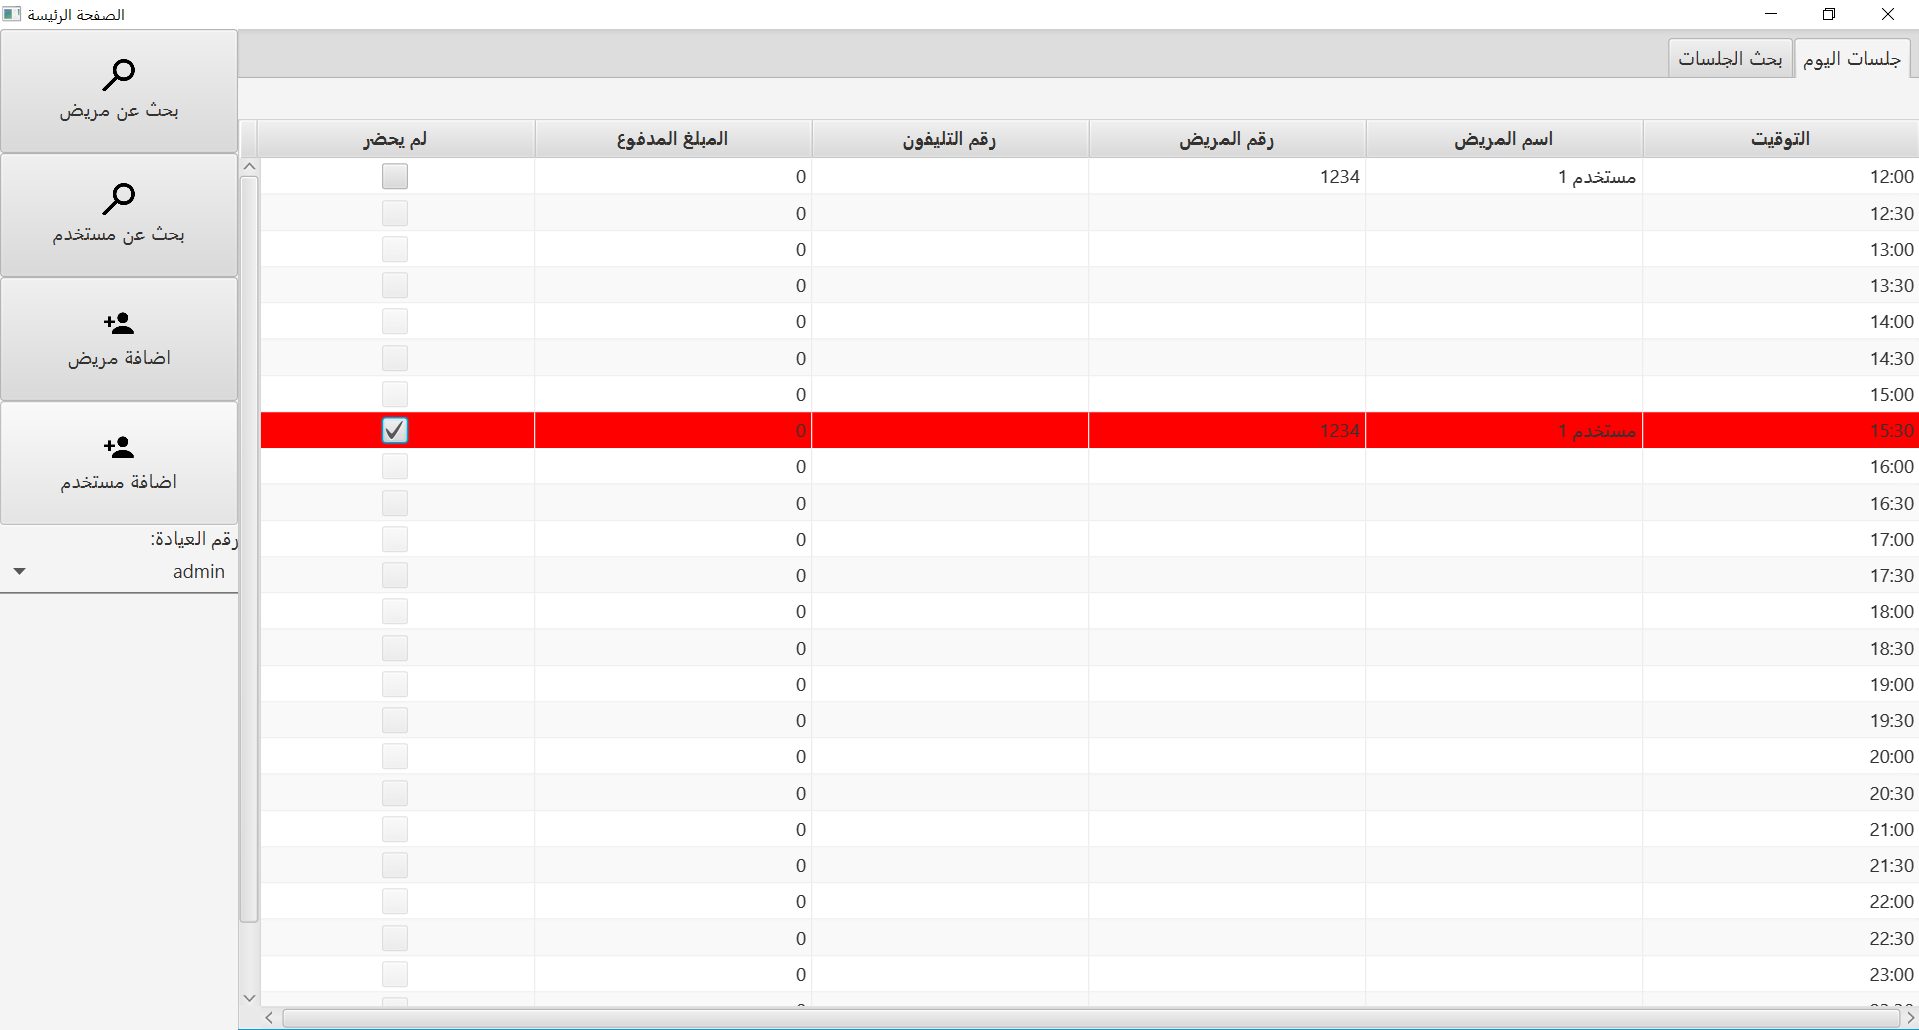 الصفحة الرئيسة
جلسات اليوم
بحث الجلسات
بحث عن مريض
بحث عن مستخدم
اضافة مريض
اضافة مستخدم
رقم العيادة:
admin
التوقيت اسم المريض رقم المريض رقم التليفون المبلغ المدفوع لم يحضر
12:00 مستخدم 1 1234 0
12:30 0
13:00 0
13:30 0
14:00 0
14:30 0
15:00 0
15:30 مستخدم 1 1234 0
16:00 0
16:30 0
17:00 0
17:30 0
18:00 0
18:30 0
19:00 0
19:30 0
20:00 0
20:30 0
21:00 0
21:30 0
22:00 0
22:30 0
23:00 0